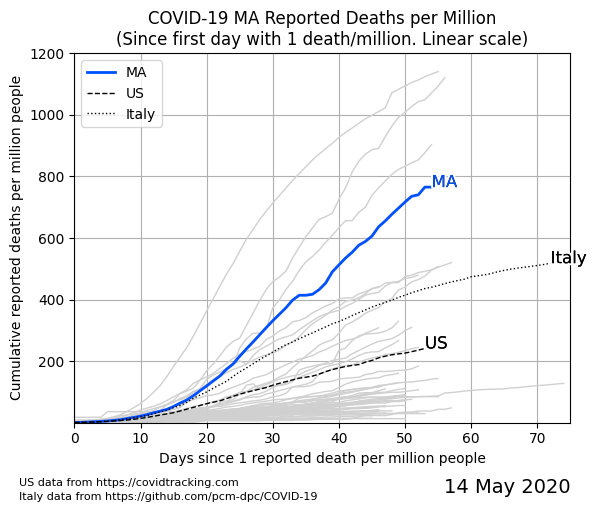 COVID-19 MA Reported Deaths per Million
(Since first day with 1 death/million. Linear scale)
Cumulative reported deaths per million people
1200
1000
800
600
400
200
MA
US
Italy
MA
Italy
US
0 10 20 30 40 50 60 70
Days since 1 reported death per million people
US data from https://covidtracking.com
Italy data from https://github.com/pcm-dpc/COVID-19
14 May 2020